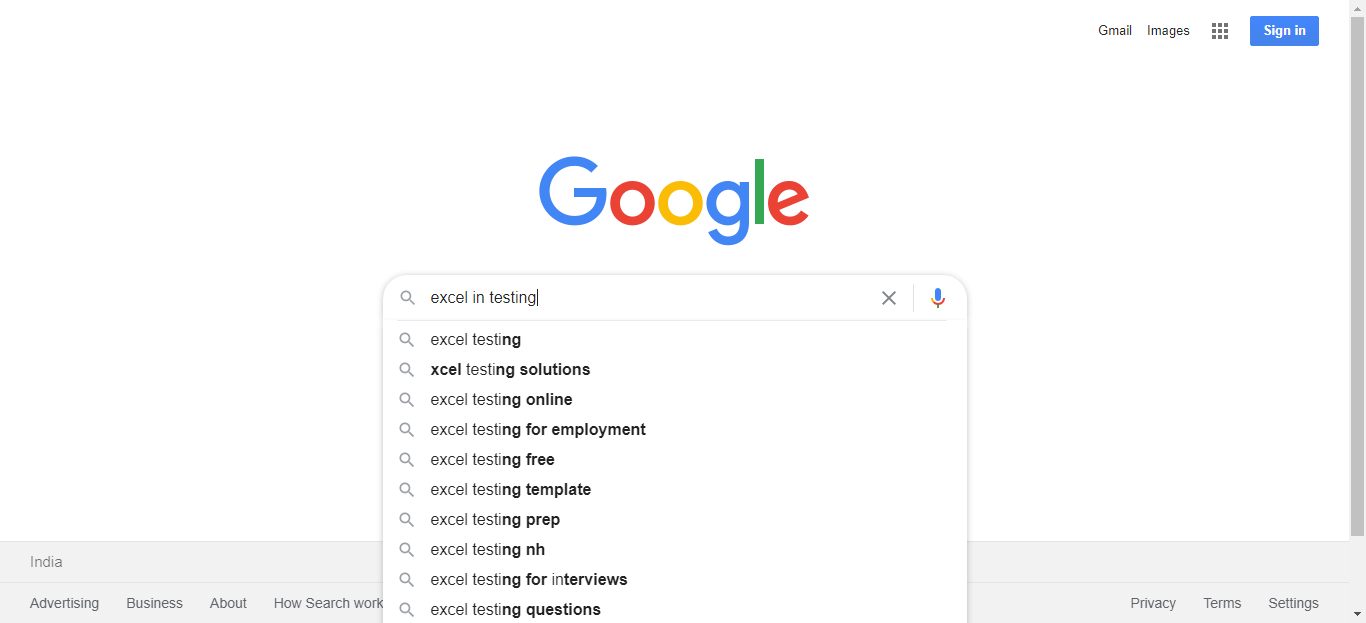 Gmail Images Sign in
Google
excel in testing
excel testing
xcel testing solutions
excel testing online
excel testing for employment
excel testing free
excel testing template
excel testing prep
excel testing nh
excel testing for interviews
excel testing questions
India
Advertising Business About How Search work Privacy Terms Settings